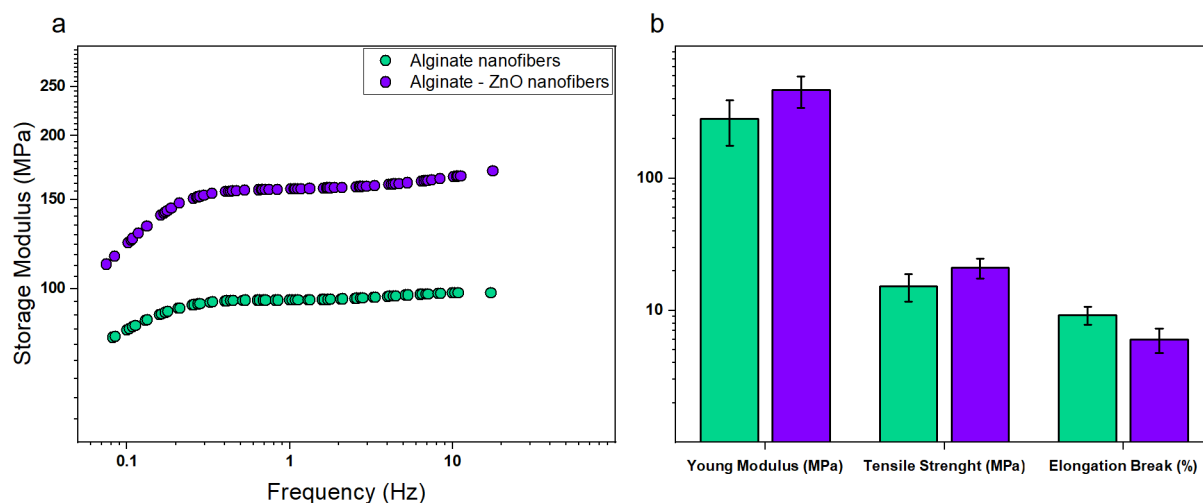 a
Storage Modulus (MPa)
250
200
150
100
0.1
1
10
Frequency (Hz)
Alginate nanofibers
Alginate - ZnO nanofibers
b
100
10
Young Modulus (MPa)
Tensile Strenght (MPa)
Elongation Break (%)